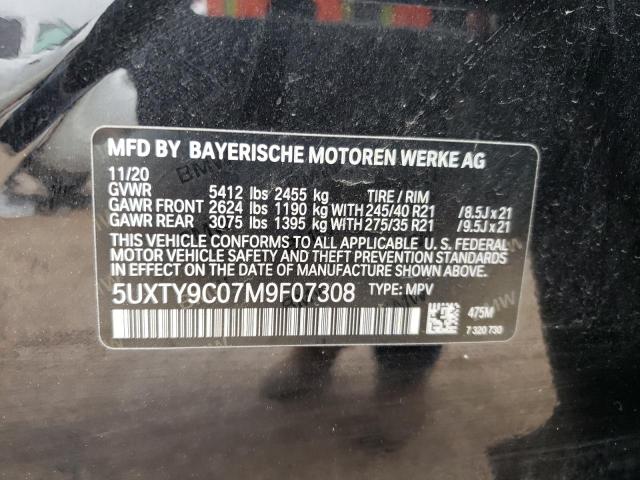 MFD BY BAYERISCHE MOTOREN WERKE AG
11/20
GVWR 5412 lbs 2455 kg TIRE / RIM
GAWR FRONT 2624 lbs 1190 kg WITH 245/40 R21 /8.5Jx21
GAWR REAR 3075 lbs 1395 kg WITH 275/35 R21 /9.5Jx21
THIS VEHICLE CONFORMS TO ALL APPLICABLE U.S. FEDERAL
MOTOR VEHICLE SAFETY AND THEFT PREVENTION STANDARDS
IN EFFECT ON THE DATE OF MANUFACTURE SHOWN ABOVE.
5UXTY9C07M9F07308 TYPE: MPV
475M
7 320 730